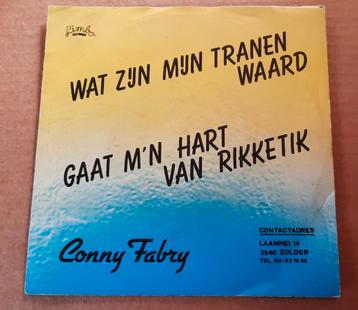 WAT ZIJN MIJN TRANEN
WAARD
GAAT M'N HART
VAN RIKKETIK
Conny Fabry
CONTACTADRES
LAAMHEI 14
3540 ZOLDER